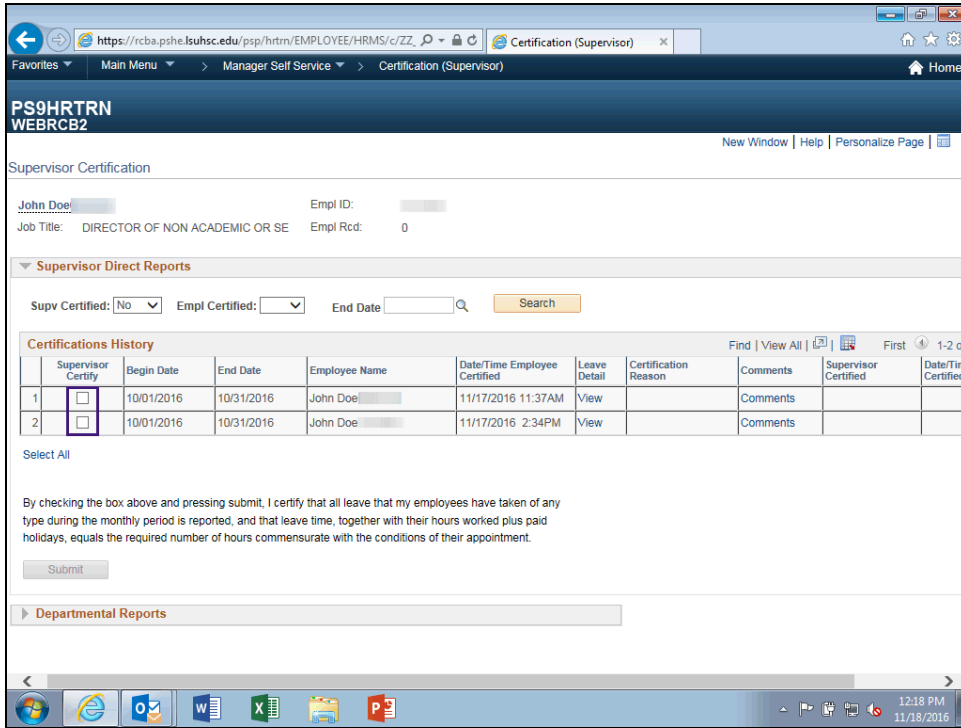 https://rcba.pshe.lsuhsc.edu/psp/hrtrn/EMPLOYEE/HRMS/c/ZZ_
Certification (Supervisor)
Favorites Main Menu > Manager Self Service > Certification (Supervisor) Home
PS9HRTRN
WEBRCB2
New Window | Help | Personalize Page |
Supervisor Certification
John Doe Empl ID:
Job Title: DIRECTOR OF NON ACADEMIC OR SE Empl Rcd: 0
Supervisor Direct Reports
Supv Certified: No Empl Certified: End Date Search
Certifications History Find | View All | | First 1-2 o
Supervisor Certify Begin Date End Date Employee Name Date/Time Employee Certified Leave Detail Certification Reason Comments Supervisor Certified Date/Tim Certified
1 10/01/2016 10/31/2016 John Doe 11/17/2016 11:37AM View Comments
2 10/01/2016 10/31/2016 John Doe 11/17/2016 2:34PM View Comments
Select All
By checking the box above and pressing submit, I certify that all leave that my employees have taken of any
type during the monthly period is reported, and that leave time, together with their hours worked plus paid
holidays, equals the required number of hours commensurate with the conditions of their appointment.
Submit
Departmental Reports
12:18 PM
11/18/2016